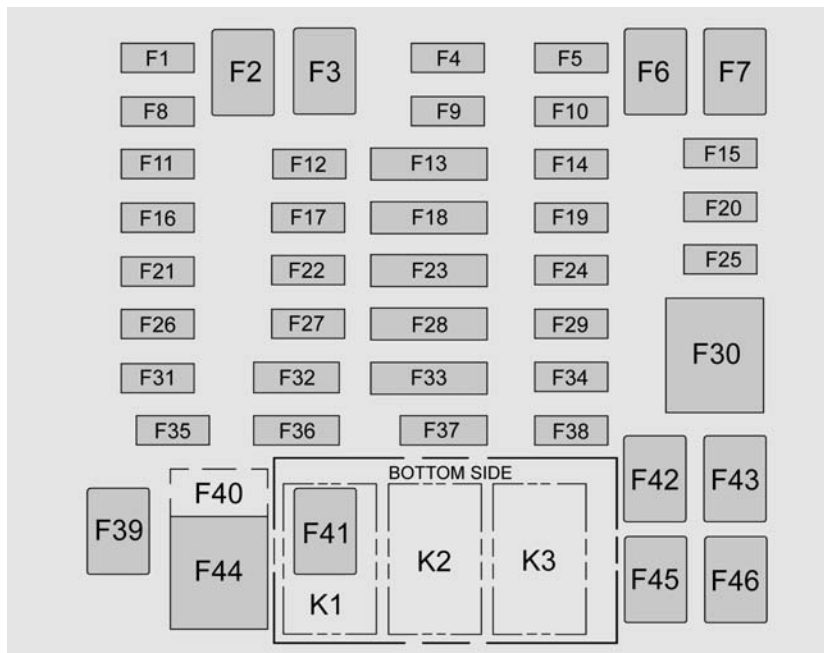 F1 F2 F3 F4 F5 F6 F7
F8 F9 F10
F11 F12 F13 F14 F15
F16 F17 F18 F19 F20
F21 F22 F23 F24 F25
F26 F27 F28 F29 F30
F31 F32 F33 F34
F35 F36 F37 F38
BOTTOM SIDE
F39 F40 F41 F42 F43
F44 K1 K2 K3 F45 F46